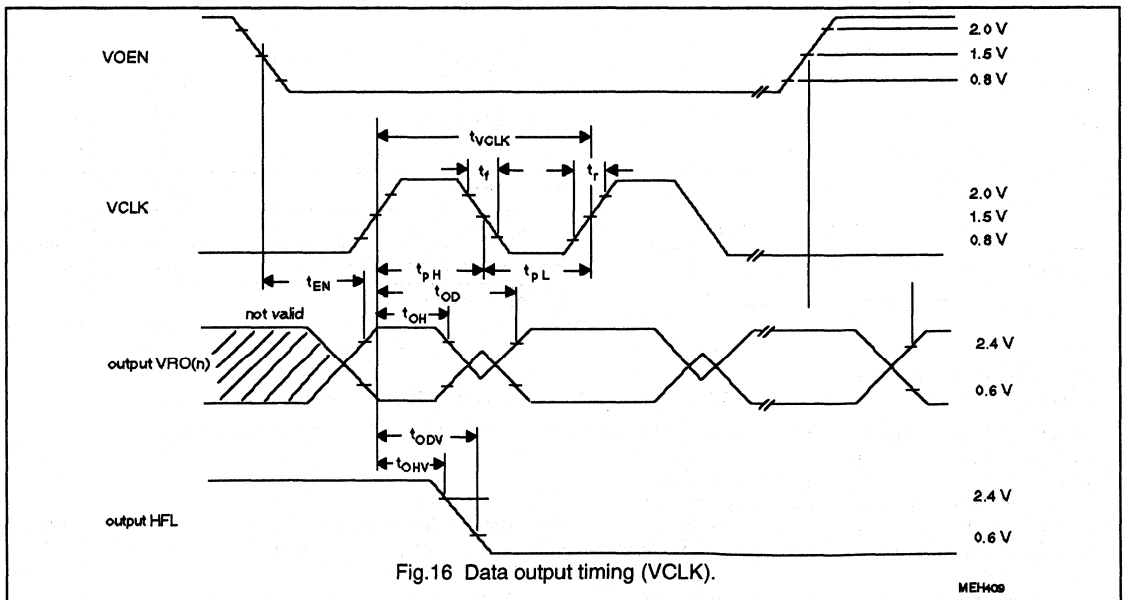 VOEN
2.0 V
1.5 V
0.8 V
tVCLK
tf
tr
VCLK
2.0 V
1.5 V
0.8 V
tpH
tpL
tEN
tOD
not valid
tOH
output VRO(n)
2.4 V
0.6 V
tODV
tOHV
output HFL
2.4 V
0.6 V
Fig.16 Data output timing (VCLK).
MEH409